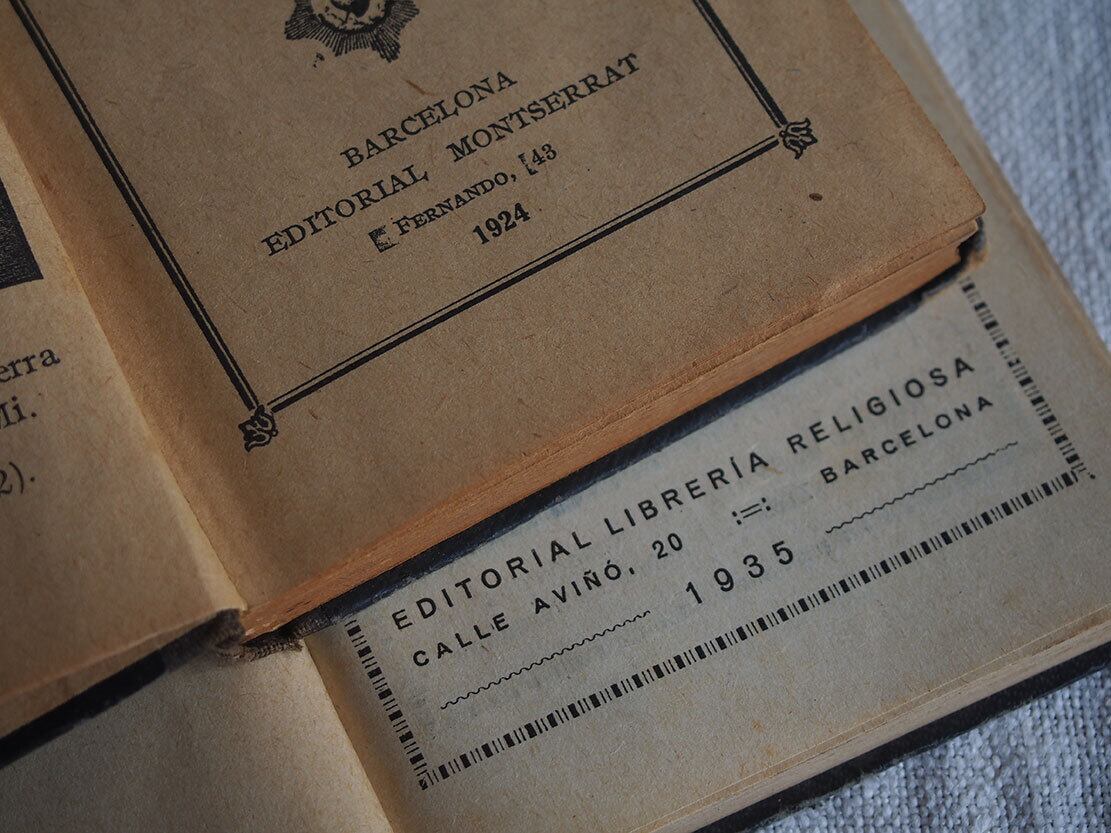 BARCELONA
EDITORIAL MONTSERRAT
FERNANDO, 43
1924
erra
Mi.
2).
EDITORIAL LIBRERÍA RELIGIOSA
CALLE AVIÑÓ, 20 :=: BARCELONA
1935